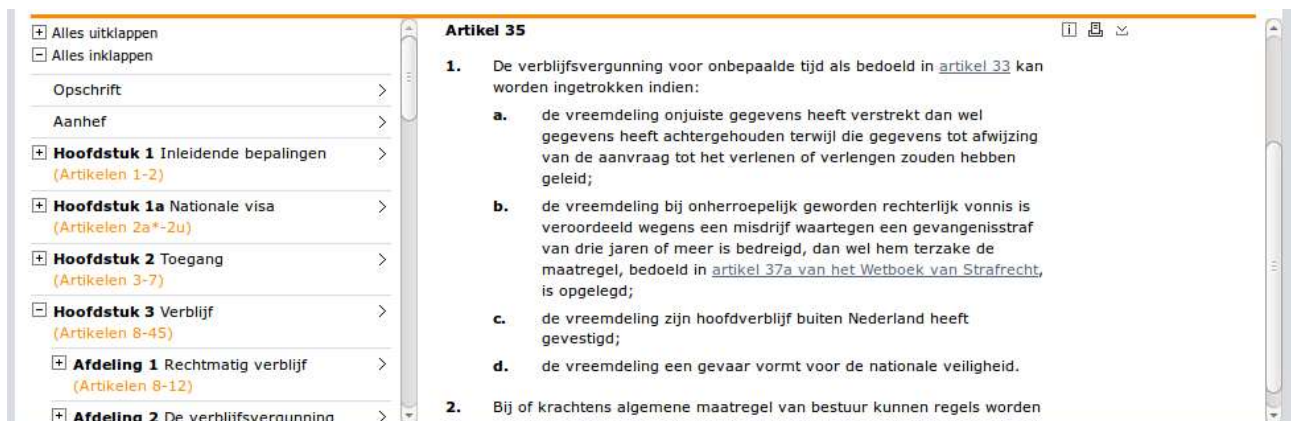 Alles uitklappen
Alles inklappen
Opschrift
Aanhef
Hoofdstuk 1 Inleidende bepalingen
(Artikelen 1-2)
Hoofdstuk 1a Nationale visa
(Artikelen 2a*-2u)
Hoofdstuk 2 Toegang
(Artikelen 3-7)
Hoofdstuk 3 Verblijf
(Artikelen 8-45)
Afdeling 1 Rechtmatig verblijf
(Artikelen 8-12)
Afdeling 2 De verblijfsvergunning
Artikel 35
1. De verblijfsvergunning voor onbepaalde tijd als bedoeld in artikel 33 kan
worden ingetrokken indien:
a. de vreemdeling onjuiste gegevens heeft verstrekt dan wel
gegevens heeft achtergehouden terwijl die gegevens tot afwijzing
van de aanvraag tot het verlenen of verlengen zouden hebben
geleid;
b. de vreemdeling bij onherroepelijk geworden rechterlijk vonnis is
veroordeeld wegens een misdrijf waartegen een gevangenisstraf
van drie jaren of meer is bedreigd, dan wel hem terzake de
maatregel, bedoeld in artikel 37a van het Wetboek van Strafrecht,
is opgelegd;
c. de vreemdeling zijn hoofdverblijf buiten Nederland heeft
gevestigd;
d. de vreemdeling een gevaar vormt voor de nationale veiligheid.
2. Bij of krachtens algemene maatregel van bestuur kunnen regels worden